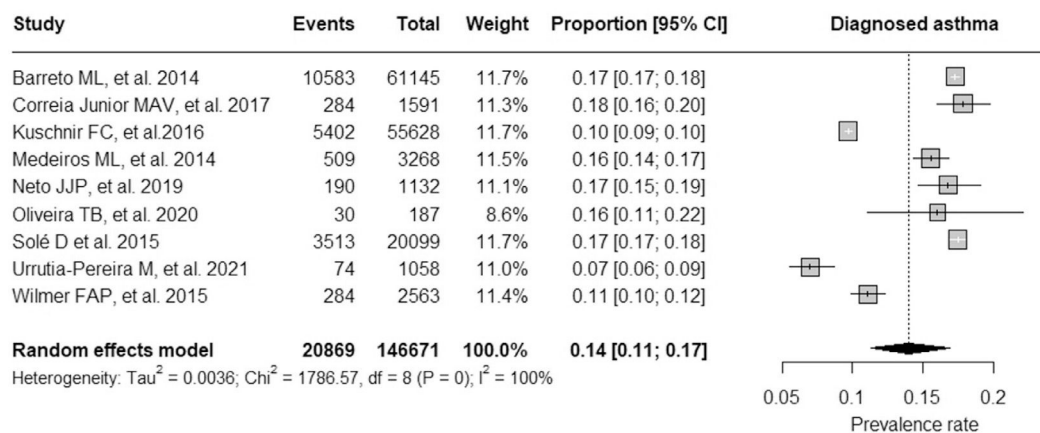 Study Events Total Weight Proportion [95% CI] Diagnosed asthma
Barreto ML, et al. 2014 10583 61145 11.7% 0.17 [0.17; 0.18]
Correia Junior MAV, et al. 2017 284 1591 11.3% 0.18 [0.16; 0.20]
Kuschnir FC, et al.2016 5402 55628 11.7% 0.10 [0.09; 0.10]
Medeiros ML, et al. 2014 509 3268 11.5% 0.16 [0.14; 0.17]
Neto JJP, et al. 2019 190 1132 11.1% 0.17 [0.15; 0.19]
Oliveira TB, et al. 2020 30 187 8.6% 0.16 [0.11; 0.22]
Solé D et al. 2015 3513 20099 11.7% 0.17 [0.17; 0.18]
Urrutia-Pereira M, et al. 2021 74 1058 11.0% 0.07 [0.06; 0.09]
Wilmer FAP, et al. 2015 284 2563 11.4% 0.11 [0.10; 0.12]
Random effects model 20869 146671 100.0% 0.14 [0.11; 0.17]
Heterogeneity: Tau² = 0.0036; Chi² = 1786.57, df = 8 (P = 0); I² = 100%
0.05 0.1 0.15 0.2
Prevalence rate